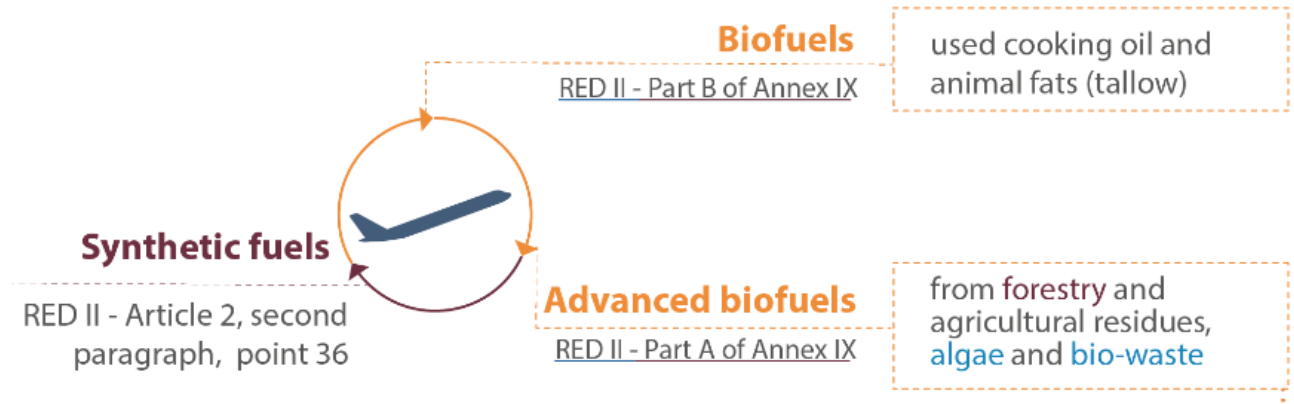 Biofuels
RED II - Part B of Annex IX
used cooking oil and
animal fats (tallow)
Synthetic fuels
RED II - Article 2, second
paragraph, point 36
Advanced biofuels
RED II - Part A of Annex IX
from forestry and
agricultural residues,
algae and bio-waste